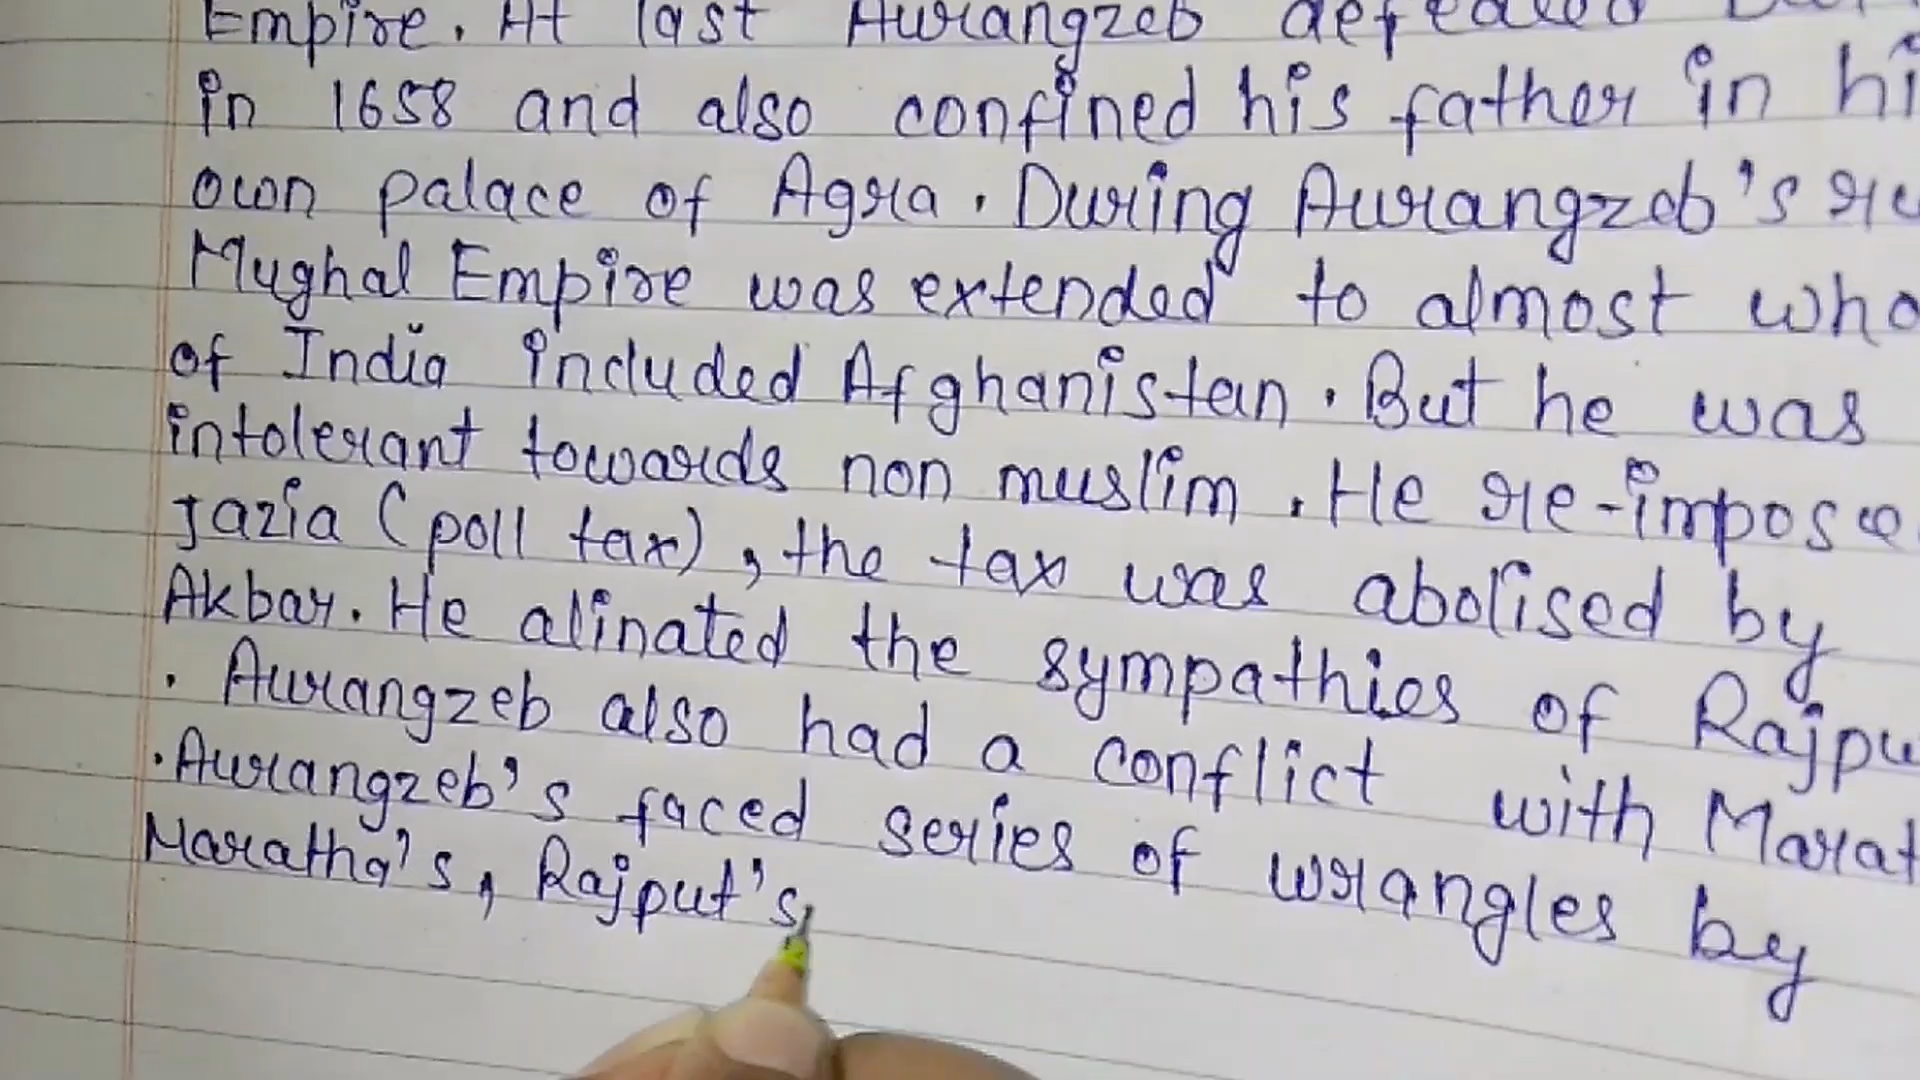 Empire. At last Aurangzeb defeated
in 1658 and also confined his father in hi
own palace of Agra. During Aurangzeb's re
Mughal Empire was extended to almost who
of India included Afghanistan. But he was
intolerant towards non muslim. He re-impose
Jazia (poll tax), the tax was abolised by
Akbar. He alinated the sympathies of Rajpu
. Aurangzeb also had a conflict with Marat
. Aurangzeb's faced series of wrangles by
Maratha's, Rajput's,